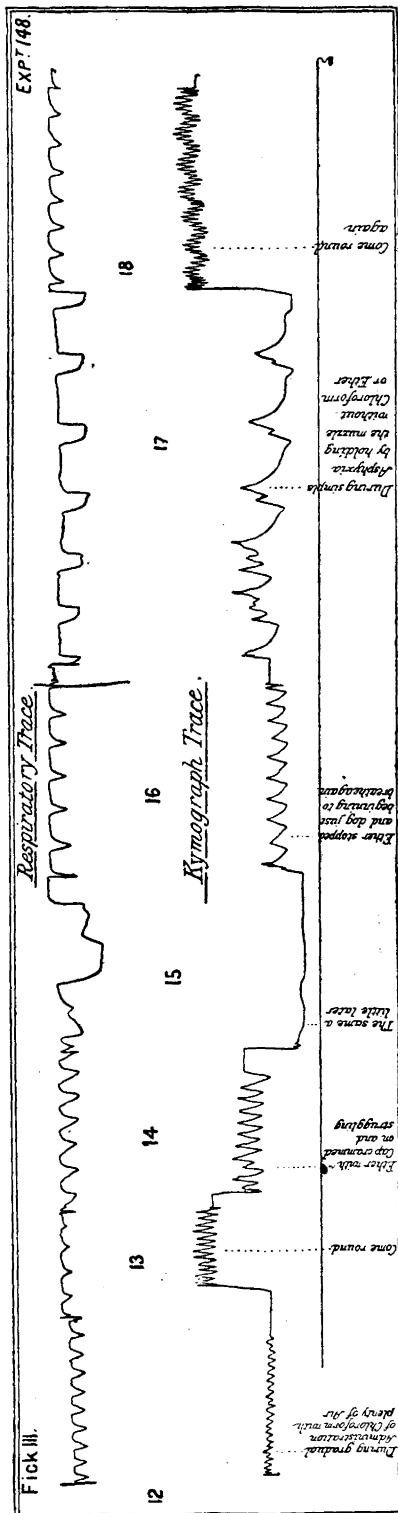 Fick III.
EXP.T 148.
Respiratory Trace.
12
13
14
15
16
17
18
Kymograph Trace.
During gradual
Administration
of Chloroform with
plenty of Air
Come round
Ether with
Cap crammed
on and
struggling
The same a
little later
Ether stopped
and dog just
beginning to
breathe again
During simple
Asphyxia
by holding
the muzzle
without
Chloroform
or Ether
Come round
again